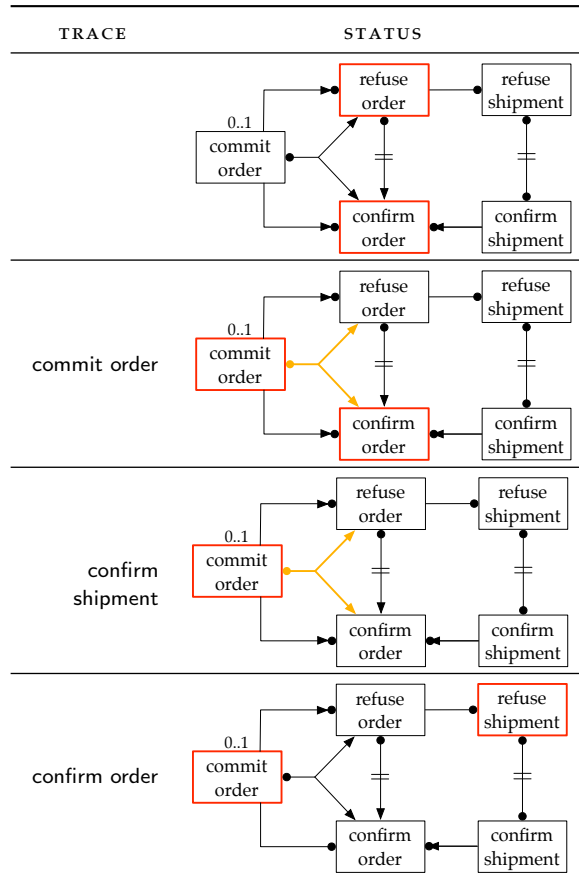 TRACE STATUS
refuse order
refuse shipment
0..1
commit order
confirm order
confirm shipment
commit order
refuse order
refuse shipment
0..1
commit order
confirm order
confirm shipment
confirm shipment
refuse order
refuse shipment
0..1
commit order
confirm order
confirm shipment
confirm order
refuse order
refuse shipment
0..1
commit order
confirm order
confirm shipment